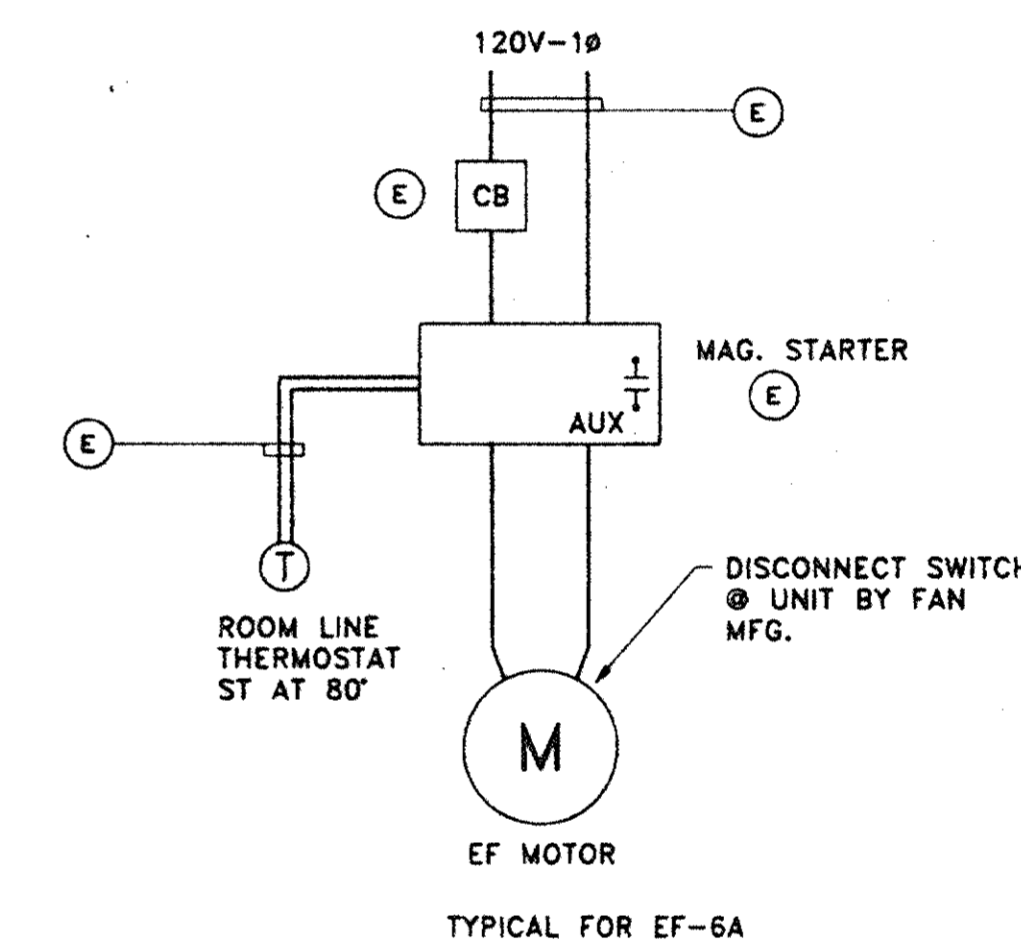 120V-1ø
E
E
CB
MAG. STARTER
E
AUX
E
T
ROOM LINE
THERMOSTAT
ST AT 80°
DISCONNECT SWITCH
@ UNIT BY FAN
MFG.
M
EF MOTOR
TYPICAL FOR EF-6A